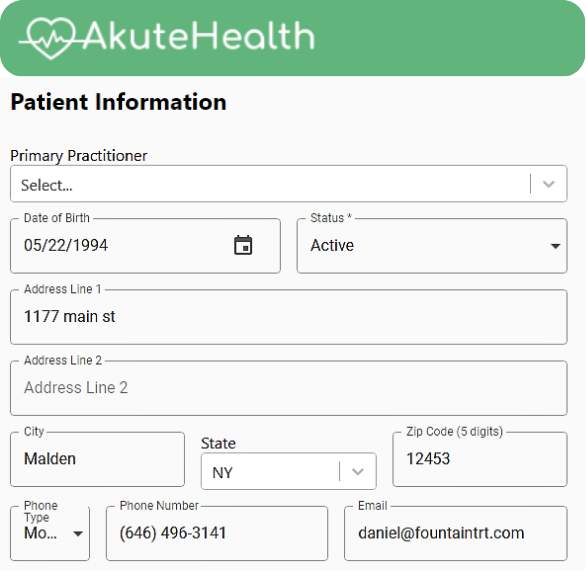 AkuteHealth
Patient Information
Primary Practitioner
Select...
Date of Birth
05/22/1994
Status *
Active
Address Line 1
1177 main st
Address Line 2
Address Line 2
City
Malden
State
NY
Zip Code (5 digits)
12453
Phone
Type
Mo...
Phone Number
(646) 496-3141
Email
daniel@fountaintrt.com